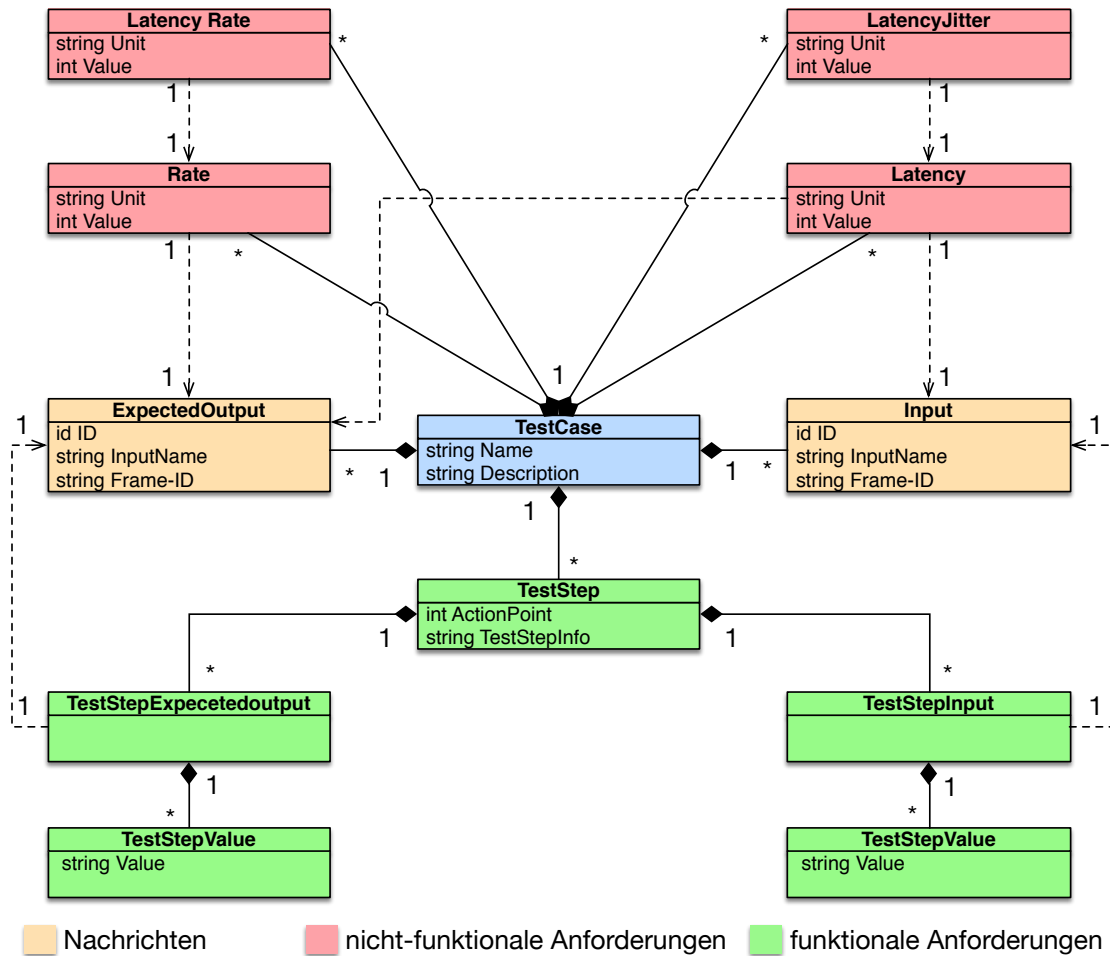 Latency Rate
string Unit
int Value
*
LatencyJitter
string Unit
int Value
*
1
1
1
1
Rate
string Unit
int Value
Latency
string Unit
int Value
1
*
*
1
1
1
1
ExpectedOutput
id ID
string InputName
string Frame-ID
1
*
1
TestCase
string Name
string Description
1
*
Input
id ID
string InputName
string Frame-ID
1
1
*
TestStep
int ActionPoint
string TestStepInfo
1
1
*
*
1
TestStepExpecetedoutput
TestStepInput
1
1
1
*
*
TestStepValue
string Value
TestStepValue
string Value
Nachrichten
nicht-funktionale Anforderungen
funktionale Anforderungen